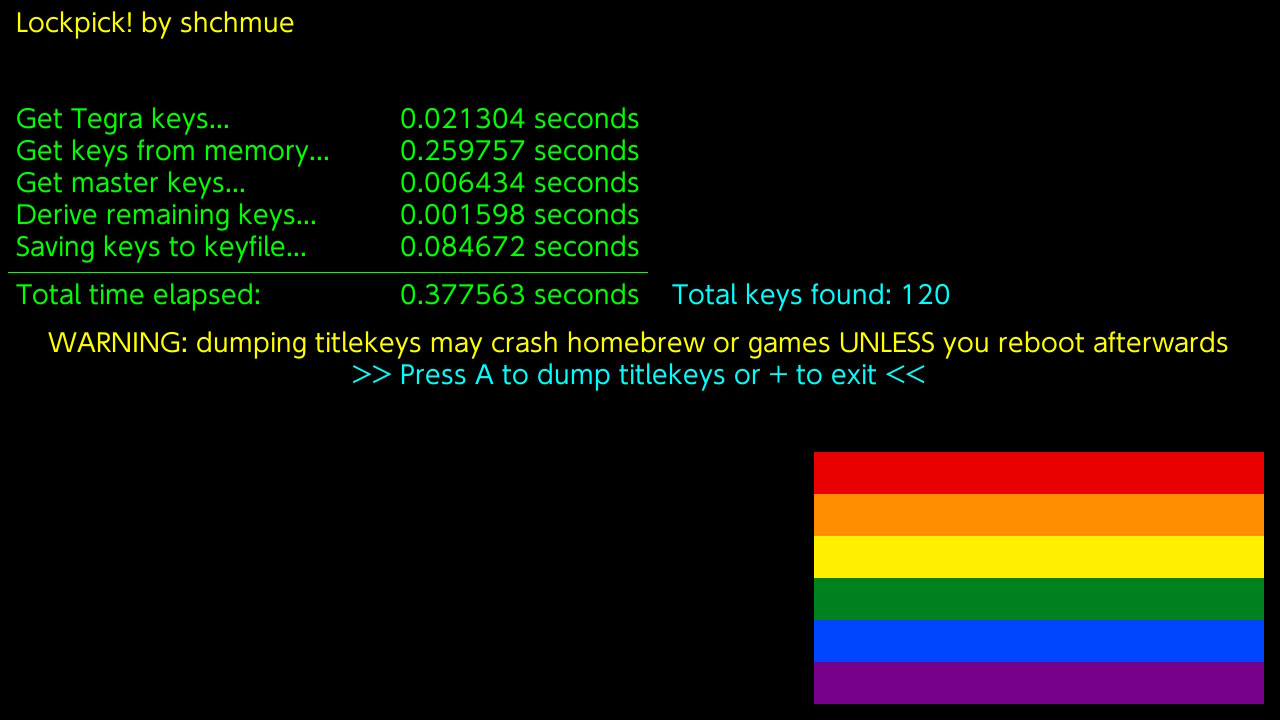 Lockpick! by shchmue
Get Tegra keys... 0.021304 seconds
Get keys from memory... 0.259757 seconds
Get master keys... 0.006434 seconds
Derive remaining keys... 0.001598 seconds
Saving keys to keyfile... 0.084672 seconds
Total time elapsed: 0.377563 seconds Total keys found: 120
WARNING: dumping titlekeys may crash homebrew or games UNLESS you reboot afterwards
>> Press A to dump titlekeys or + to exit <<